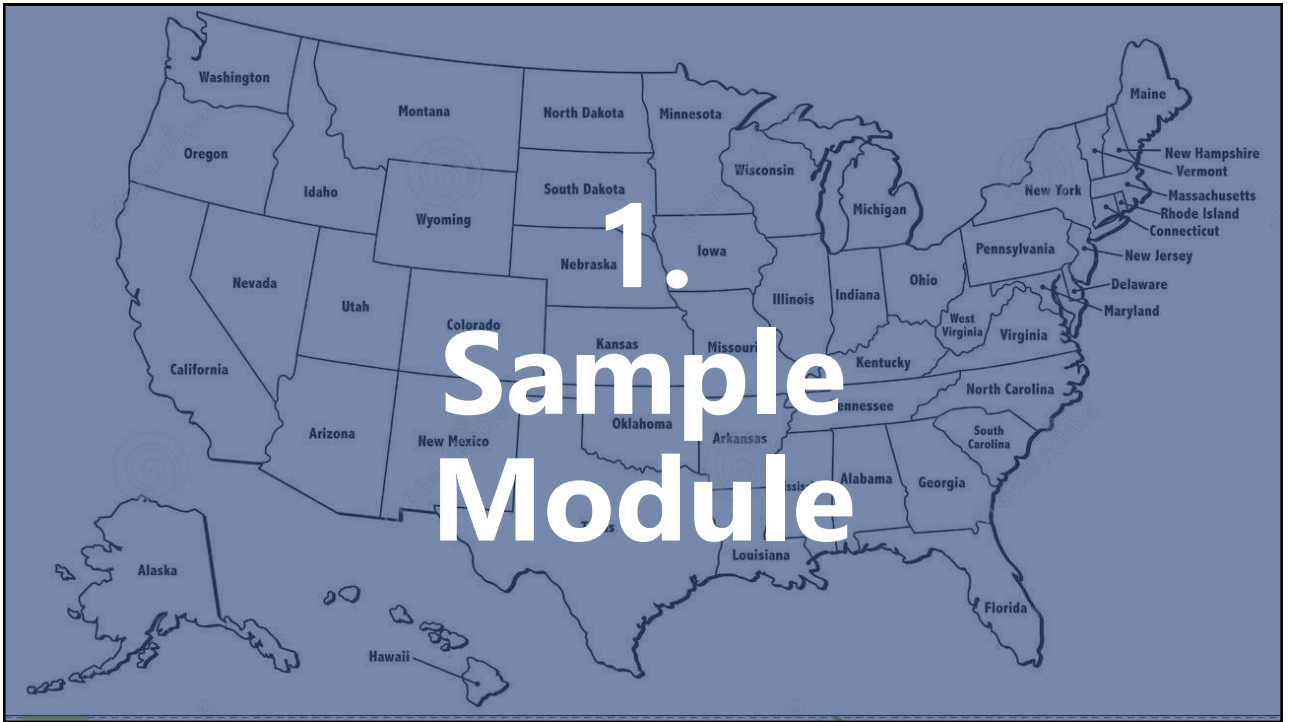 Washington
Montana
North Dakota
Minnesota
Maine
Oregon
Idaho
Wyoming
South Dakota
Wisconsin
Michigan
New York
New Hampshire
Vermont
Massachusetts
Rhode Island
Connecticut
1.
Nebraska
Iowa
Pennsylvania
New Jersey
Nevada
Utah
Colorado
Illinois
Indiana
Ohio
Delaware
Maryland
West
Virginia
Virginia
California
Kansas
Missouri
Kentucky
Sample
North Carolina
Arizona
New Mexico
Oklahoma
Arkansas
South
Carolina
Module
Alabama
Georgia
Louisiana
Alaska
Florida
Hawaii